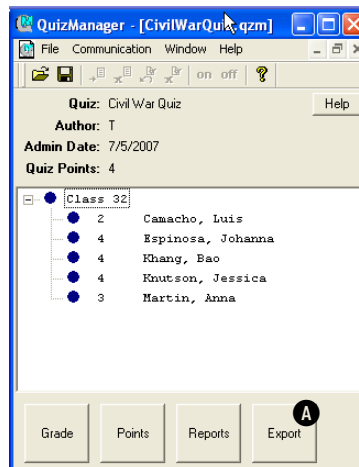 QuizManager - [CivilWarQuiz.qzm]
File Communication Window Help
on off ?
Quiz: Civil War Quiz Help
Author: T
Admin Date: 7/5/2007
Quiz Points: 4
Class 32
2 Camacho, Luis
4 Espinosa, Johanna
4 Khang, Bao
4 Knutson, Jessica
3 Martin, Anna
A
Grade Points Reports Export